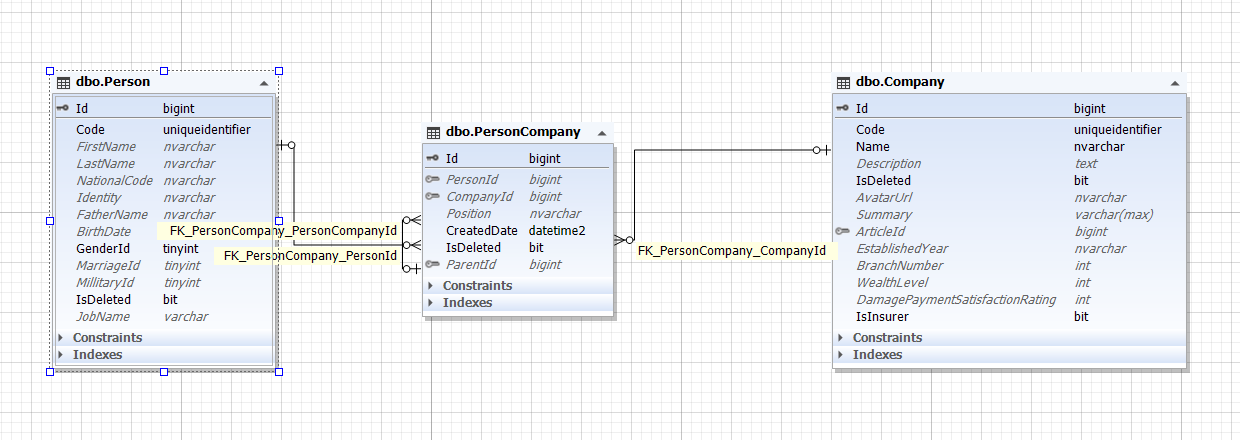 dbo.Person
Id bigint
Code uniqueidentifier
FirstName nvarchar
LastName nvarchar
NationalCode nvarchar
Identity nvarchar
FatherName nvarchar
BirthDate
GenderId tinyint
MarriageId tinyint
MillitaryId tinyint
IsDeleted bit
JobName varchar
Constraints
Indexes
FK_PersonCompany_PersonCompanyId
FK_PersonCompany_PersonId
dbo.PersonCompany
Id bigint
PersonId bigint
CompanyId bigint
Position nvarchar
CreatedDate datetime2
IsDeleted bit
ParentId bigint
Constraints
Indexes
FK_PersonCompany_CompanyId
dbo.Company
Id bigint
Code uniqueidentifier
Name nvarchar
Description text
IsDeleted bit
AvatarUrl nvarchar
Summary varchar(max)
ArticleId bigint
EstablishedYear nvarchar
BranchNumber int
WealthLevel int
DamagePaymentSatisfactionRating int
IsInsurer bit
Constraints
Indexes